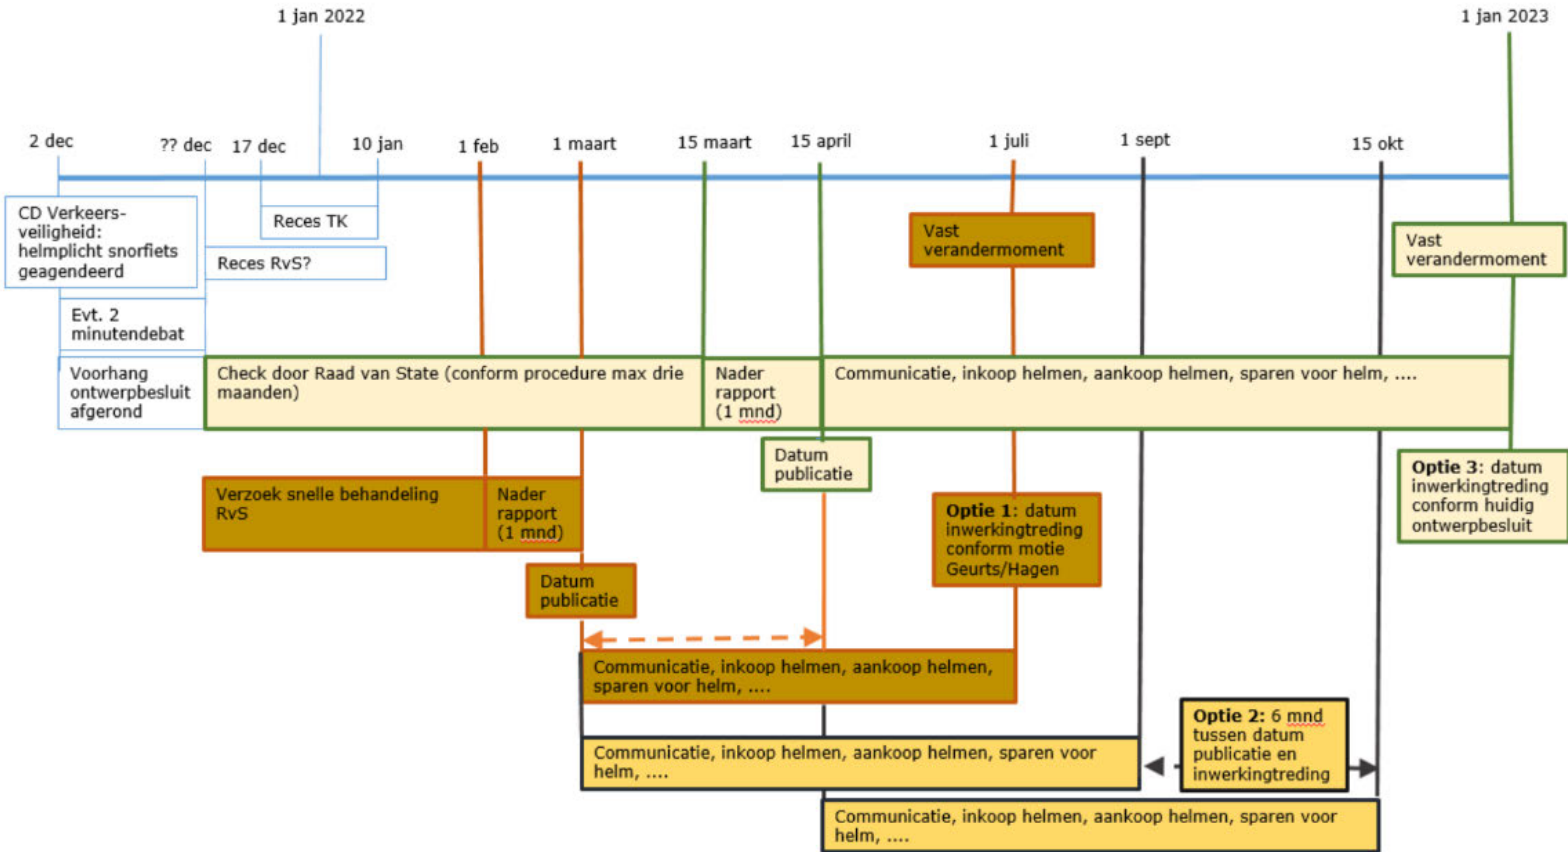 1 jan 2022
1 jan 2023
2 dec
?? dec
17 dec
10 jan
1 feb
1 maart
15 maart
15 april
1 juli
1 sept
15 okt
CD Verkeers-
veiligheid:
helmplicht snorfiets
geagendeerd
Reces TK
Reces RvS?
Vast
verandermoment
Vast
verandermoment
Evt. 2
minutendebat
Voorhang
ontwerpbesluit
afgerond
Check door Raad van State (conform procedure max drie
maanden)
Nader
rapport
(1 mnd)
Communicatie, inkoop helmen, aankoop helmen, sparen voor helm, ....
Datum
publicatie
Optie 3: datum
inwerkingtreding
conform huidig
ontwerpbesluit
Verzoek snelle behandeling
RvS
Nader
rapport
(1 mnd)
Optie 1: datum
inwerkingtreding
conform motie
Geurts/Hagen
Datum
publicatie
Communicatie, inkoop helmen, aankoop helmen,
sparen voor helm, ....
Optie 2: 6 mnd
tussen datum
publicatie en
inwerkingtreding
Communicatie, inkoop helmen, aankoop helmen, sparen voor
helm, ....
Communicatie, inkoop helmen, aankoop helmen, sparen voor
helm, ....